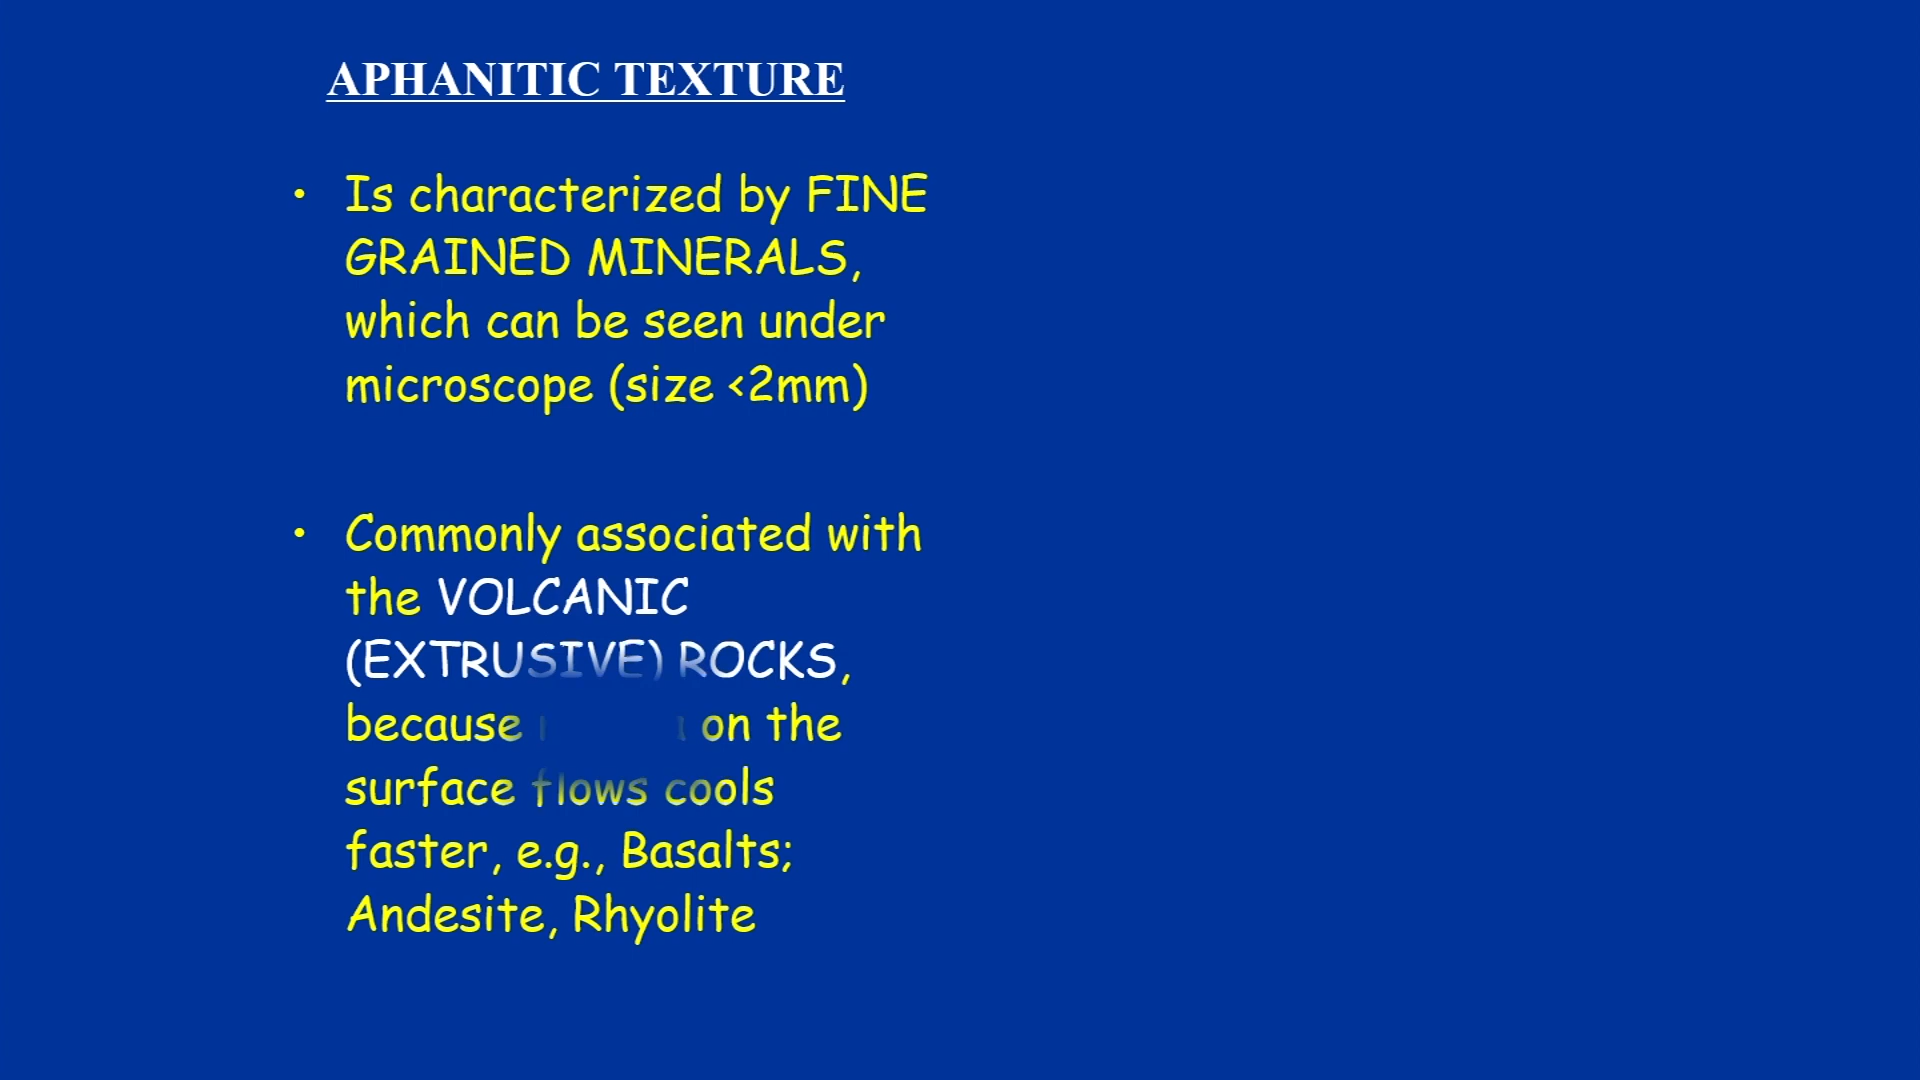 APHANITIC TEXTURE
• Is characterized by FINE
GRAINED MINERALS,
which can be seen under
microscope (size <2mm)
• Commonly associated with
the VOLCANIC
(EXTRUSIVE) ROCKS,
because on the
surface flows cools
faster, e.g., Basalts;
Andesite, Rhyolite